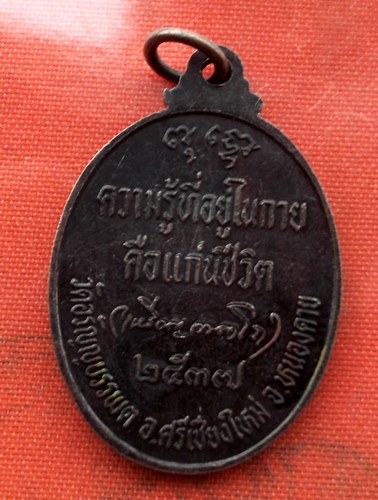 ความรู้ที่อยู่ในกาย
คือแก่นชีวิต
๒๕๓๗
วัดอรัญบรรพต อ.ศรีเชียงใหม่ จ.หนองคาย